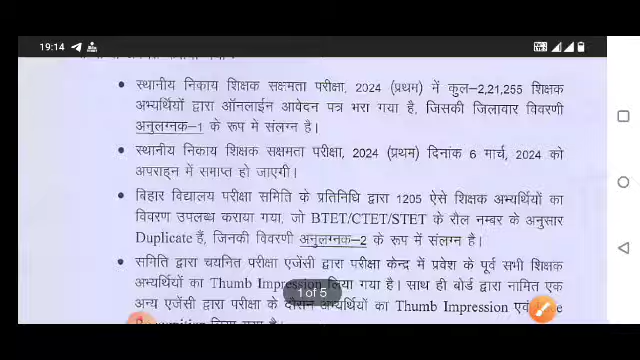 19:14
स्थानीय निकाय शिक्षक सक्षमता परीक्षा, 2024 (प्रथम) में कुल-2,21,255 शिक्षक
अभ्यर्थियों द्वारा ऑनलाईन आवेदन पत्र भरा गया है, जिसकी जिलावार विवरणी
अनुलग्नक-1 के रूप में संलग्न है।
स्थानीय निकाय शिक्षक सक्षमता परीक्षा, 2024 (प्रथम) दिनांक 6 मार्च, 2024 को
अपराह्न में समाप्त हो जाएगी।
बिहार विद्यालय परीक्षा समिति के प्रतिनिधि द्वारा 1205 ऐसे शिक्षक अभ्यर्थियों का
विवरण उपलब्ध कराया गया, जो BTET/CTET/STET के रौल नम्बर के अनुसार
Duplicate हैं, जिनकी विवरणी अनुलग्नक-2 के रूप में संलग्न है।
समिति द्वारा चयनित परीक्षा एजेंसी द्वारा परीक्षा केन्द्र में प्रवेश के पूर्व सभी शिक्षक
अभ्यर्थियों का Thumb Impression लिया गया है। साथ ही बोर्ड द्वारा नामित एक
1 of 5
अन्य एजेंसी द्वारा परीक्षा के दौरान अभ्यर्थियों का Thumb Impression एवं